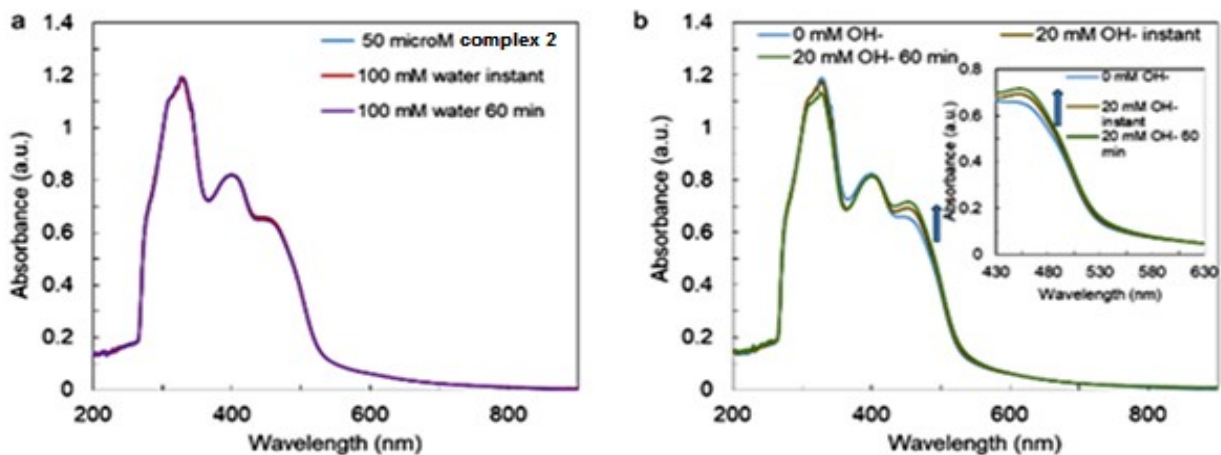 a
1.4
1.2
1
0.8
0.6
0.4
0.2
0
200 400 600 800
Absorbance (a.u.)
Wavelength (nm)
50 microM complex 2
100 mM water instant
100 mM water 60 min
b
1.4
1.2
1
0.8
0.6
0.4
0.2
0
200 400 600 800
Absorbance (a.u.)
Wavelength (nm)
0 mM OH- 20 mM OH- instant
20 mM OH- 60 min
0.8
0.6
0.4
0.2
0
430 480 530 580 630
Absorbance (a.u.)
Wavelength (nm)
0 mM OH-
20 mM OH-
instant
20 mM OH- 60
min